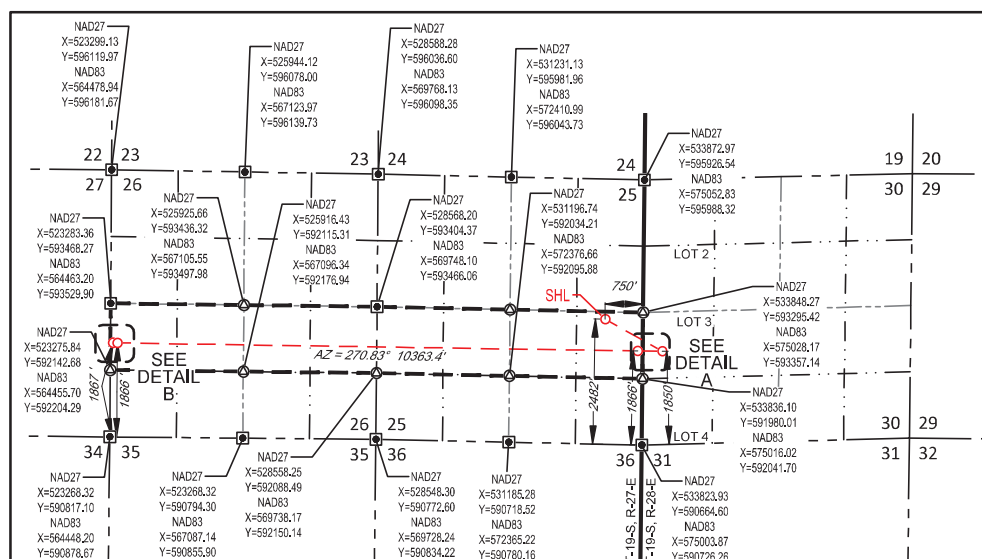 NAD27
X=523299.13
Y=596119.97
NAD83
X=564478.94
Y=596181.67
NAD27
X=525944.12
Y=596078.00
NAD83
X=567123.97
Y=596139.73
NAD27
X=528588.28
Y=596036.60
NAD83
X=569768.13
Y=596098.35
NAD27
X=531231.13
Y=595981.96
NAD83
X=572410.99
Y=596043.73
NAD27
X=533872.97
Y=595926.54
NAD83
X=575052.83
Y=595988.32
22 23
27 26
23 24
24
25
19 20
30 29
NAD27
X=523283.36
Y=593468.27
NAD83
X=564463.20
Y=593529.90
NAD27
X=525925.66
Y=593436.32
NAD83
X=567105.55
Y=593497.98
NAD27
X=525916.43
Y=592115.31
NAD83
X=567096.34
Y=592176.94
NAD27
X=528568.20
Y=593404.37
NAD83
X=569748.10
Y=593466.06
NAD27
X=531196.74
Y=592034.21
NAD83
X=572376.66
Y=592095.88
LOT 2
750'
SHL
LOT 3
NAD27
X=533848.27
Y=593295.42
NAD83
X=575028.17
Y=593357.14
NAD27
X=523275.84
Y=592142.68
NAD83
X=564455.70
Y=592204.29
SEE
DETAIL
B
AZ = 270.83° 10363.4'
SEE
DETAIL
A
1867'
1866'
2482'
1866'
1850'
NAD27
X=533836.10
Y=591980.01
NAD83
X=575016.02
Y=592041.70
34 35
26 25
35 36
36 31
LOT 4
30 29
31 32
NAD27
X=523268.32
Y=590817.10
NAD83
X=564448.20
Y=590878.67
NAD27
X=523268.32
Y=590794.30
NAD83
X=567087.14
Y=590855.90
NAD27
X=528558.25
Y=592088.49
NAD83
X=569738.17
Y=592150.14
NAD27
X=528548.30
Y=590772.60
NAD83
X=569728.24
Y=590834.22
NAD27
X=531185.28
Y=590718.52
NAD83
X=572365.22
Y=590780.16
-19-S, R-27-E
-19-S, R-28-E
NAD27
X=533823.93
Y=590664.60
NAD83
X=575003.87
Y=590726.26